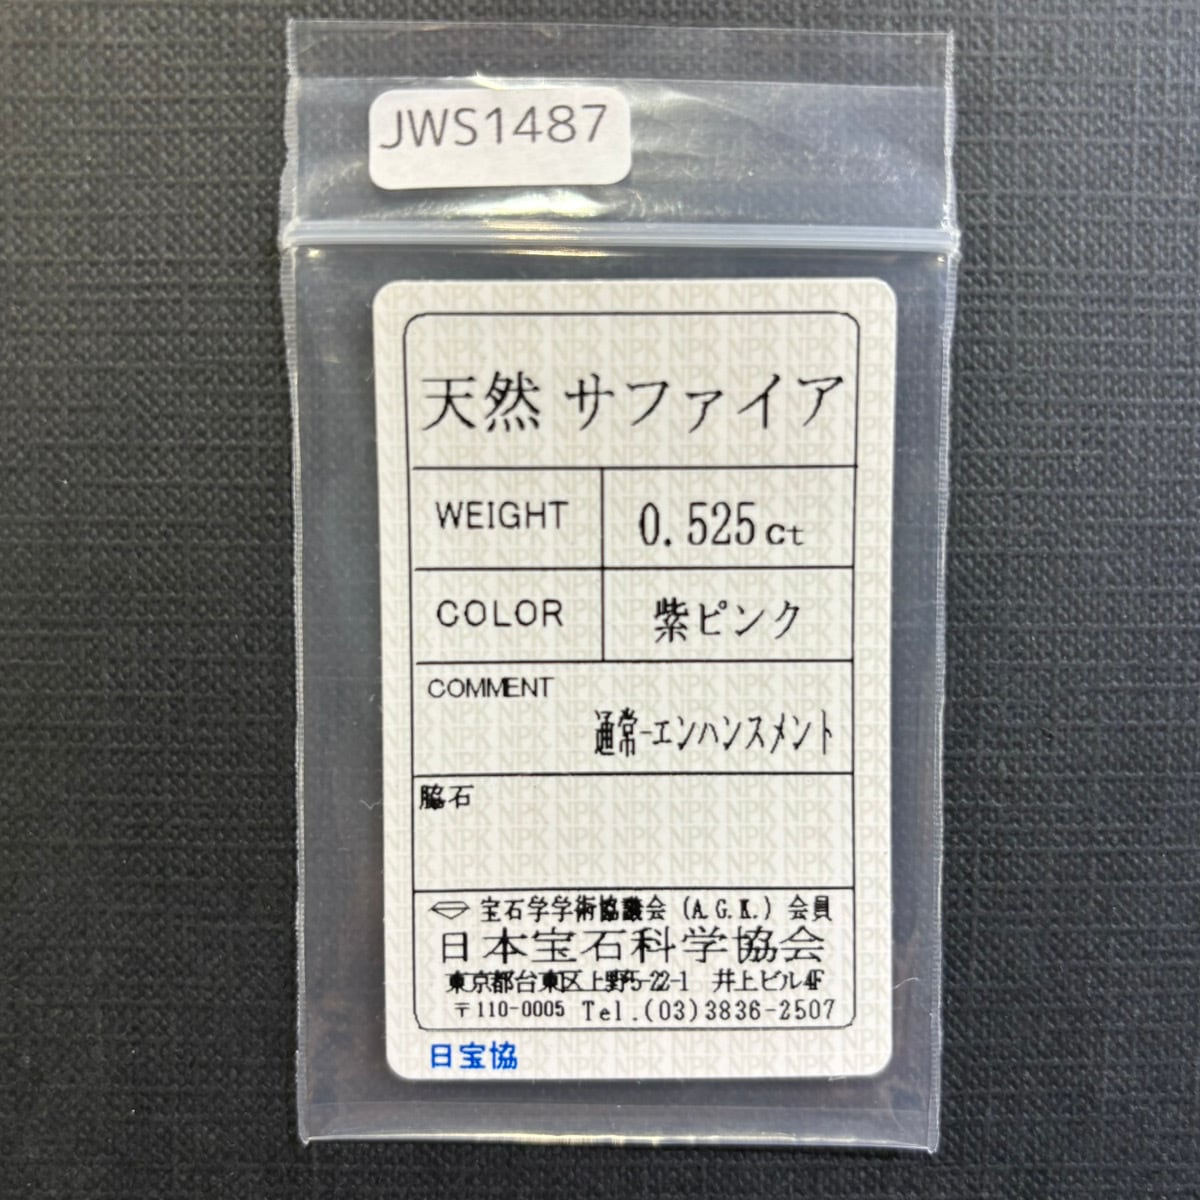 JWS1487
天然 サファイア
WEIGHT 0.525ct
COLOR 紫ピンク
COMMENT
通常-エンハンスメント
脇石
宝石学学術協議会 (A.G.K.) 会員
日本宝石科学協会
東京都台東区上野5-22-1 井上ビル4F
〒110-0005 Tel.(03)3836-2507
日宝協